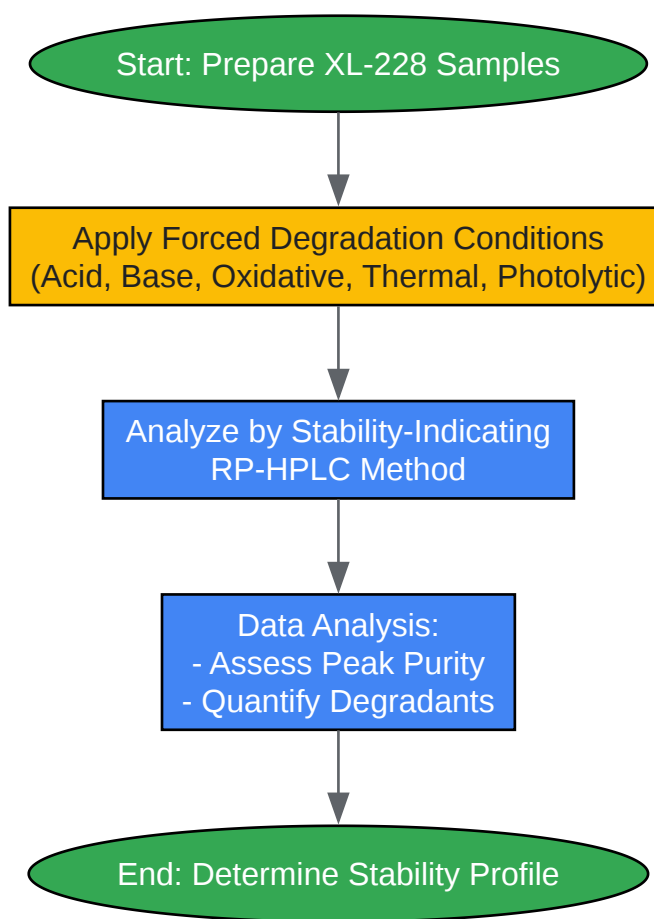 Start: Prepare XL-228 Samples
Apply Forced Degradation Conditions
(Acid, Base, Oxidative, Thermal, Photolytic)
Analyze by Stability-Indicating
RP-HPLC Method
Data Analysis:
- Assess Peak Purity
- Quantify Degradants
End: Determine Stability Profile